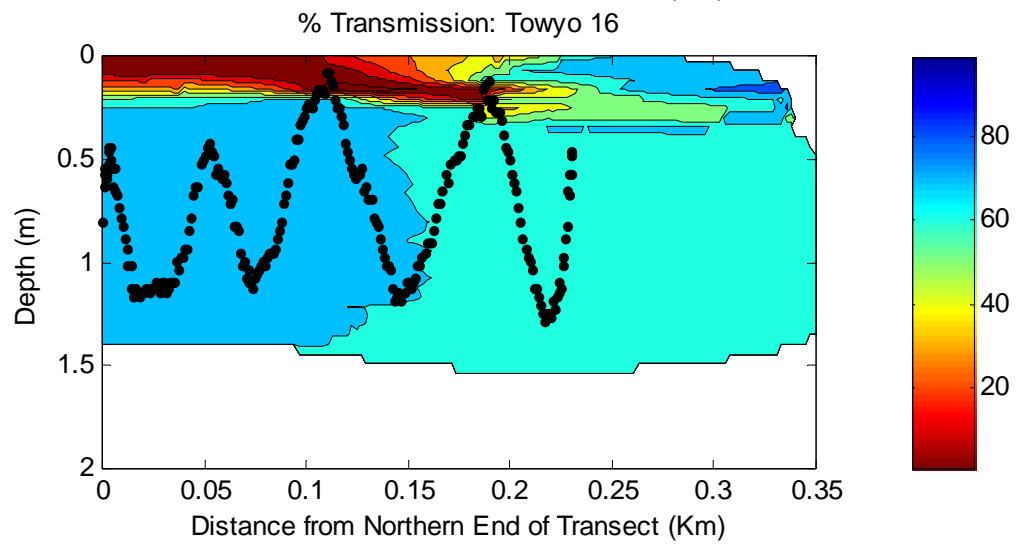 % Transmission: Towyo 16
0
0.5
1
1.5
2
Depth (m)
0 0.05 0.1 0.15 0.2 0.25 0.3 0.35
Distance from Northern End of Transect (Km)
80
60
40
20